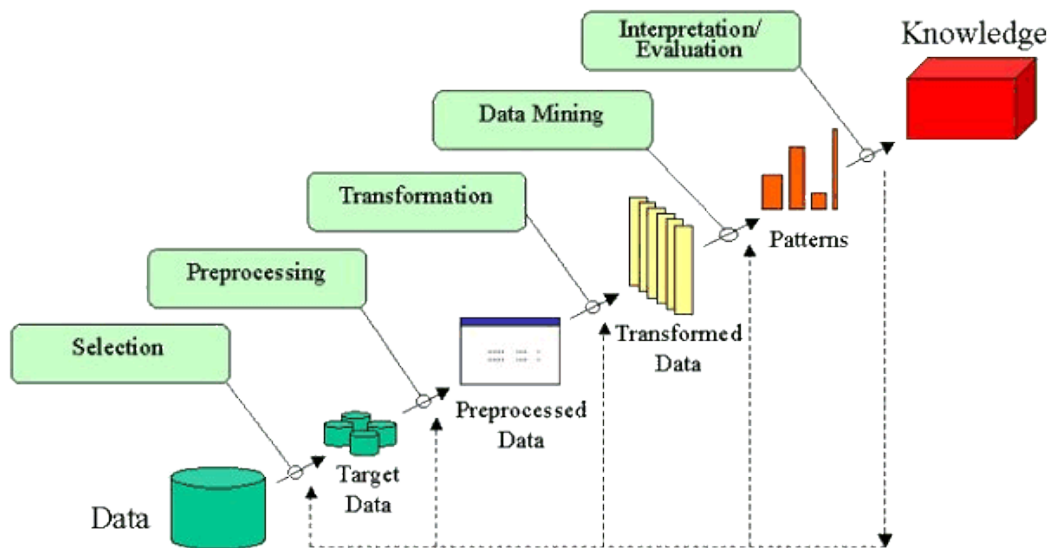 Interpretation/
Evaluation
Knowledge
Data Mining
Transformation
Patterns
Preprocessing
Transformed
Data
Selection
Preprocessed
Data
Target
Data
Data